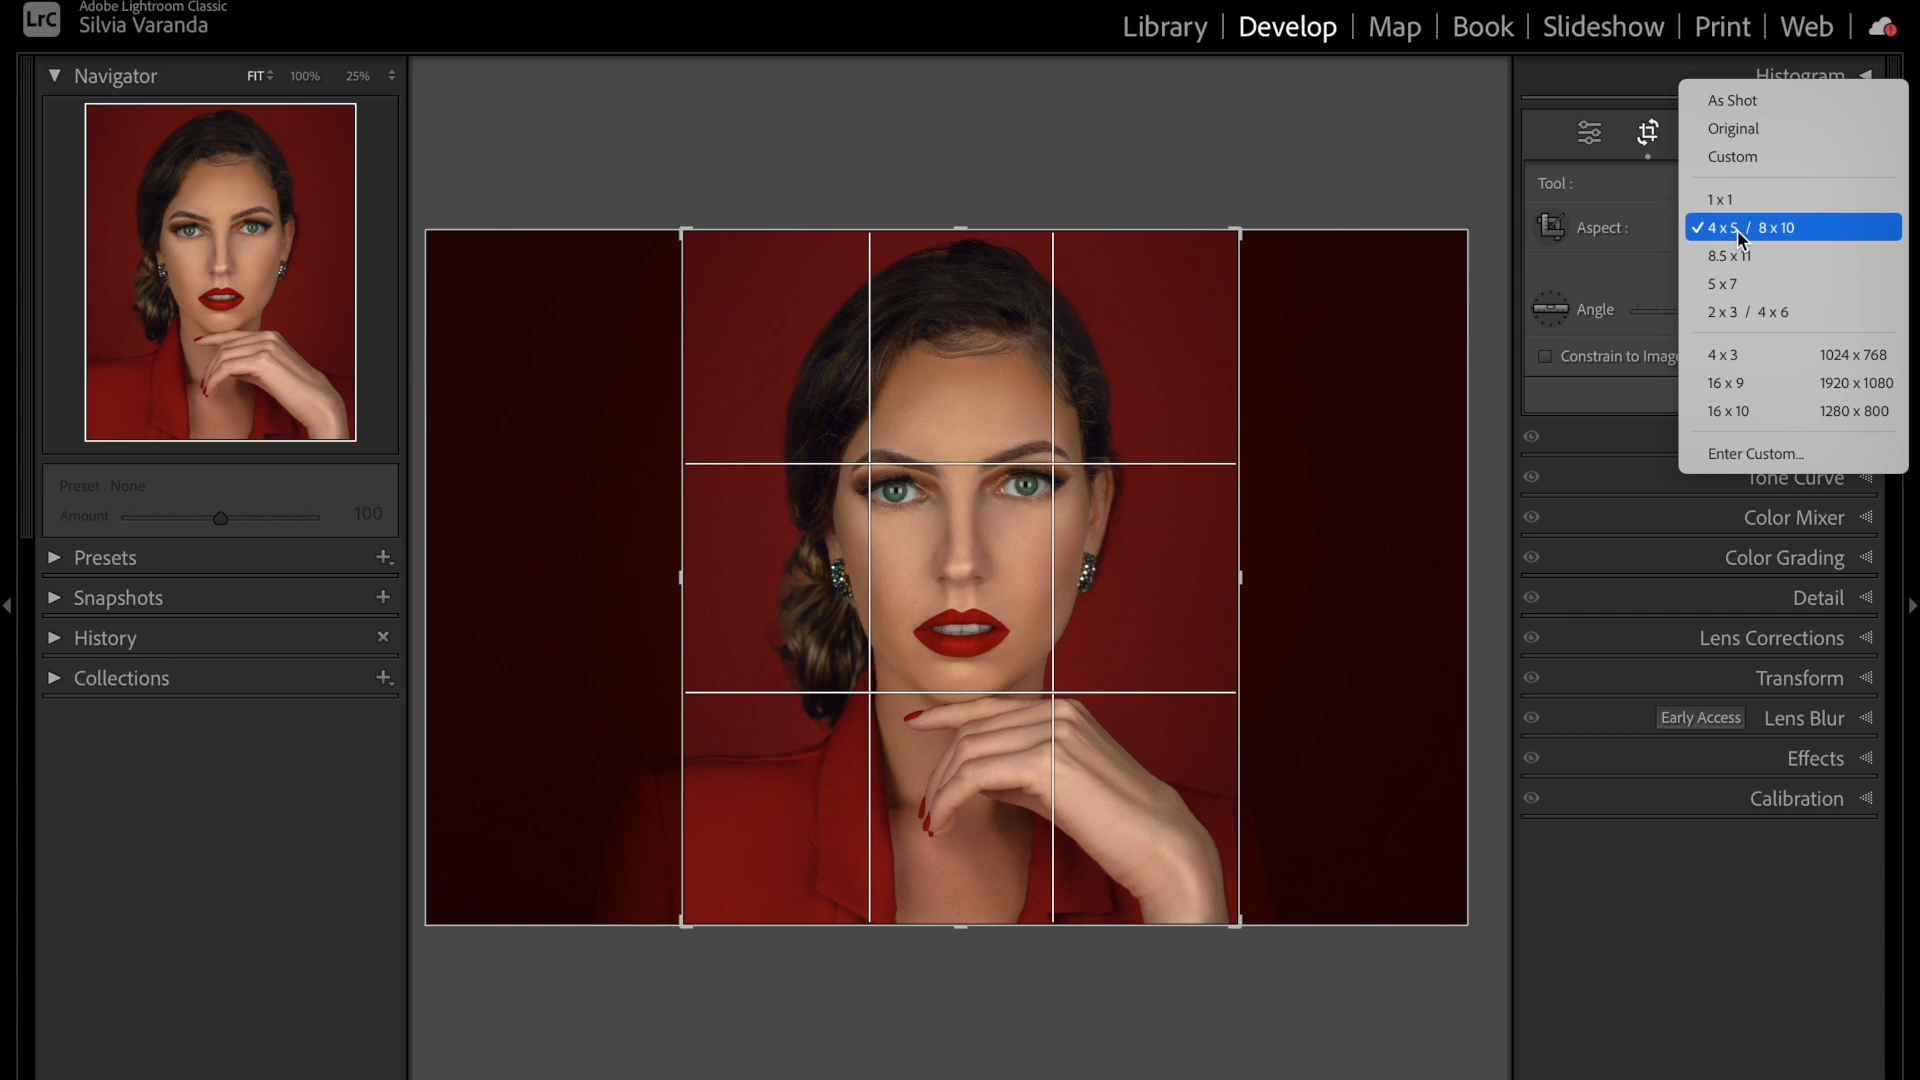 LrC
Adobe Lightroom Classic
Silvia Varanda
Library | Develop | Map | Book | Slideshow | Print | Web
Navigator
FIT 100% 25%
Preset : None
Amount 100
Presets
Snapshots
History
Collections
Histogram
Tool :
Aspect :
Angle
Constrain to Image
As Shot
Original
Custom
1 x 1
4 x 5 / 8 x 10
8.5 x 11
5 x 7
2 x 3 / 4 x 6
4 x 3 1024 x 768
16 x 9 1920 x 1080
16 x 10 1280 x 800
Enter Custom...
Tone Curve
Color Mixer
Color Grading
Detail
Lens Corrections
Transform
Early Access Lens Blur
Effects
Calibration